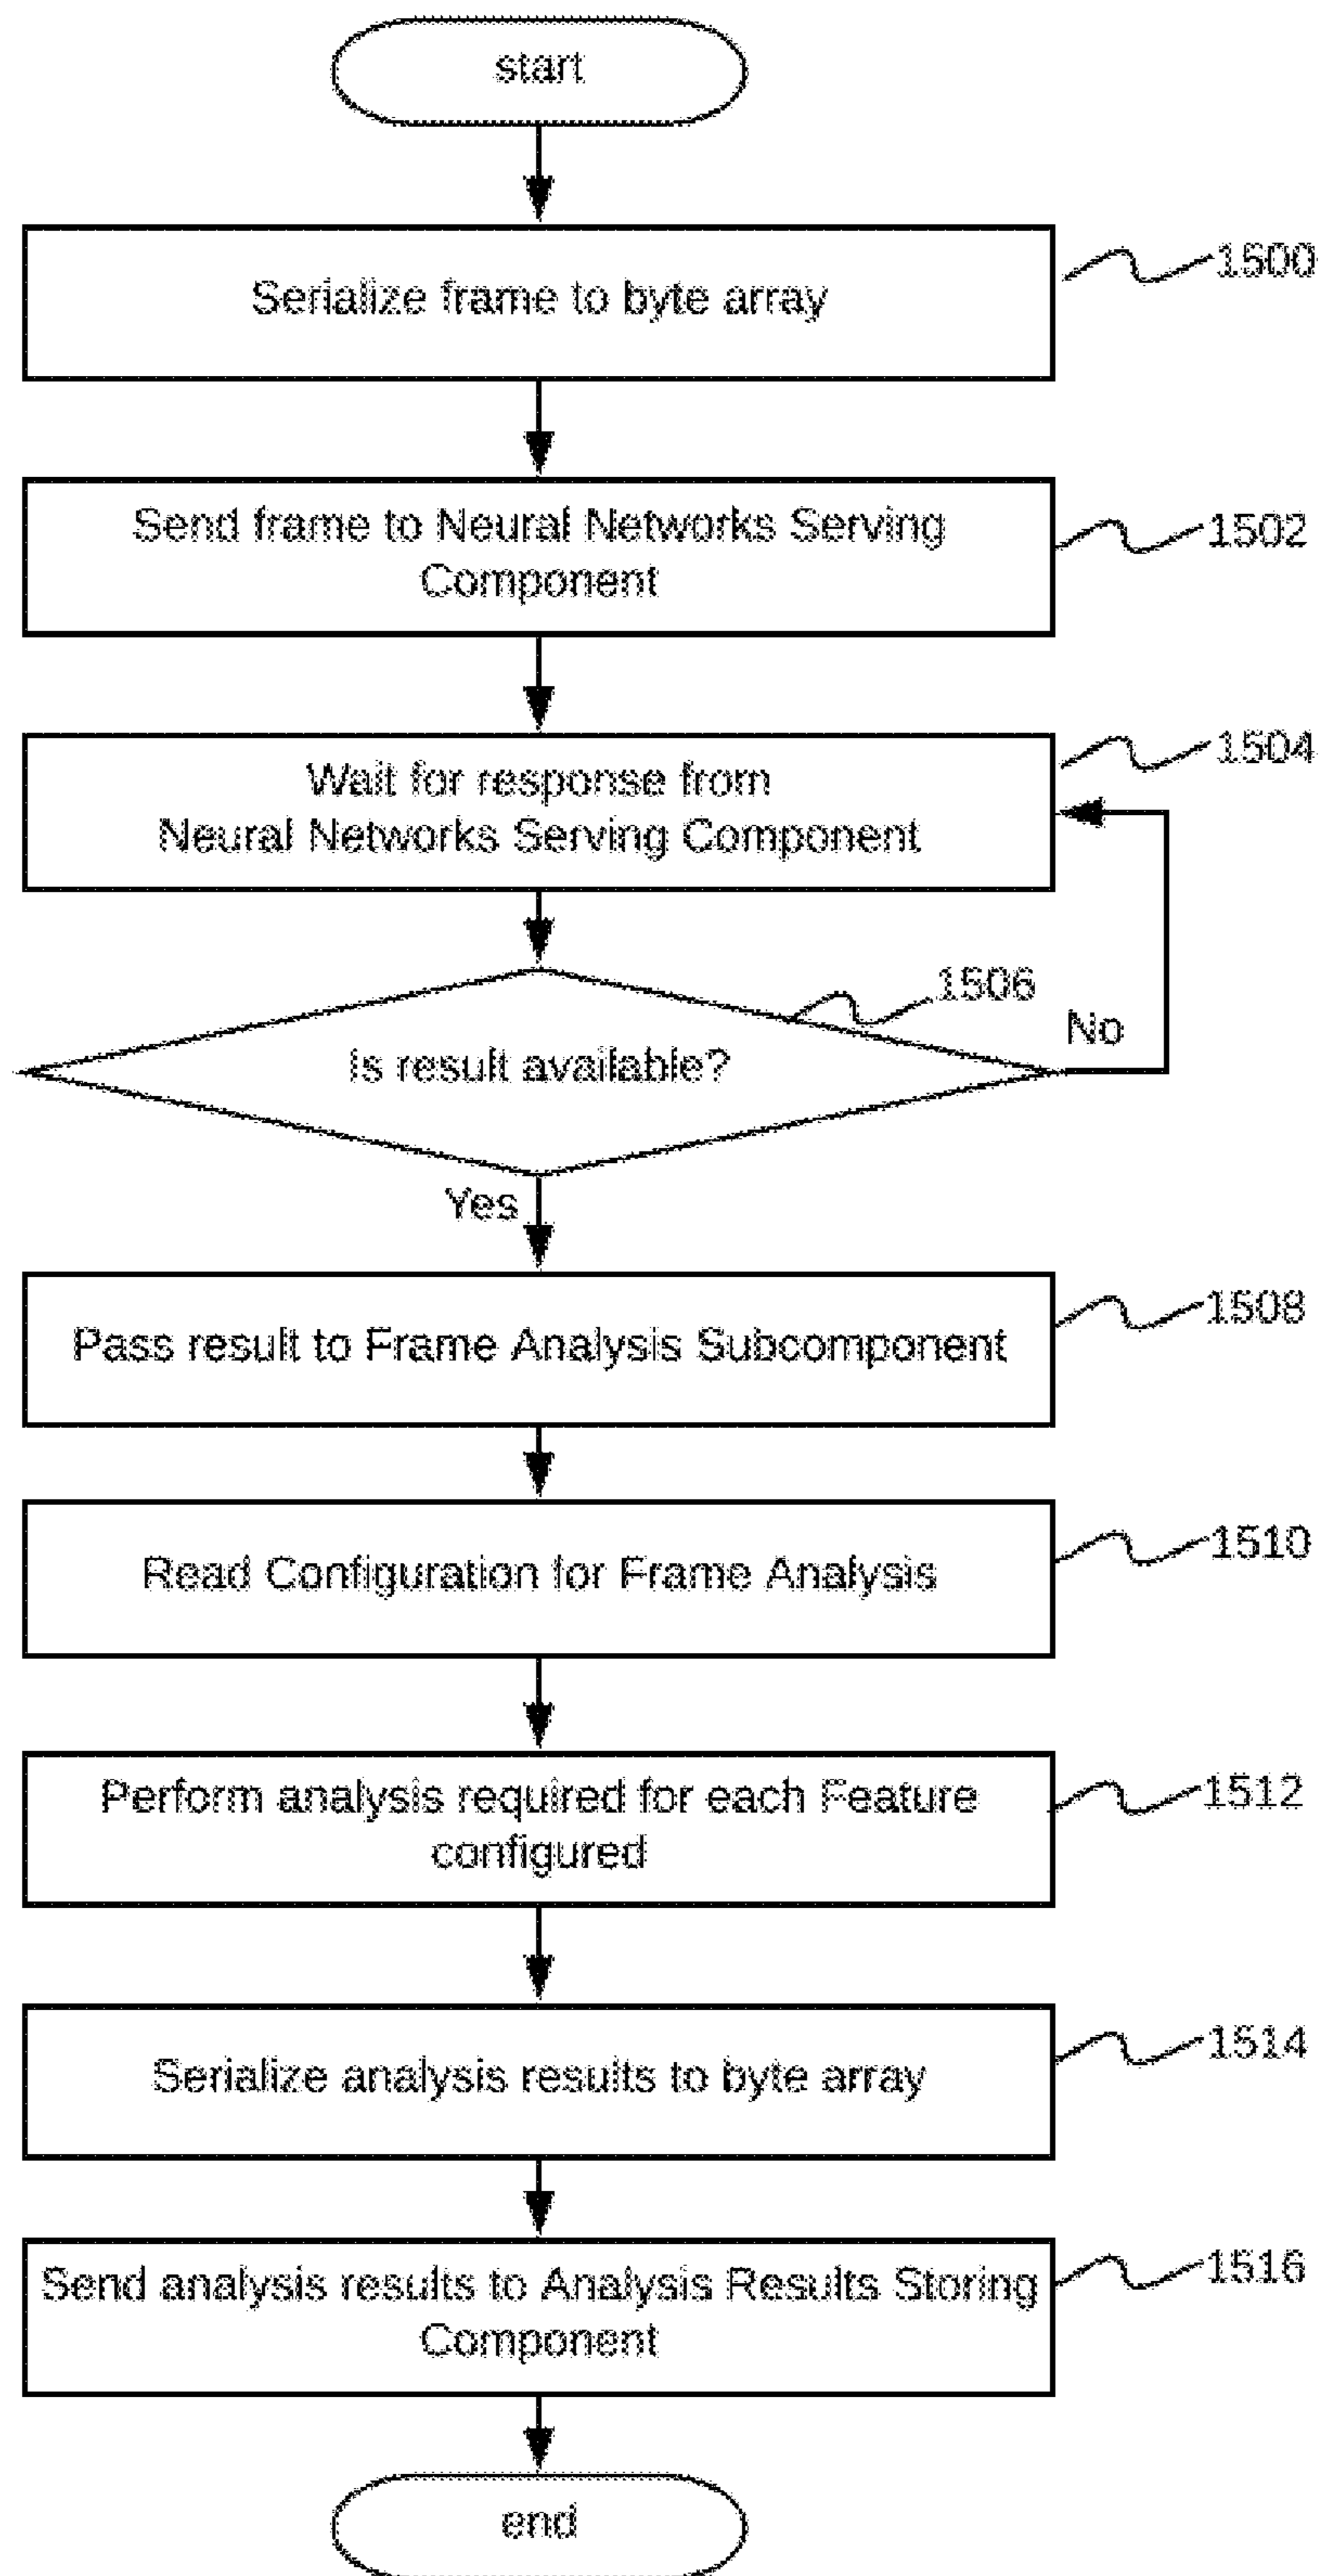 start
Serialize frame to byte array
1500
Send frame to Neural Networks Serving
Component
1502
Wait for response from
Neural Networks Serving Component
1504
1506
Is result available?
No
Yes
Pass result to Frame Analysis Subcomponent
1508
Read Configuration for Frame Analysis
1510
Perform analysis required for each Feature
configured
1512
Serialize analysis results to byte array
1514
Send analysis results to Analysis Results Storing
Component
1516
end